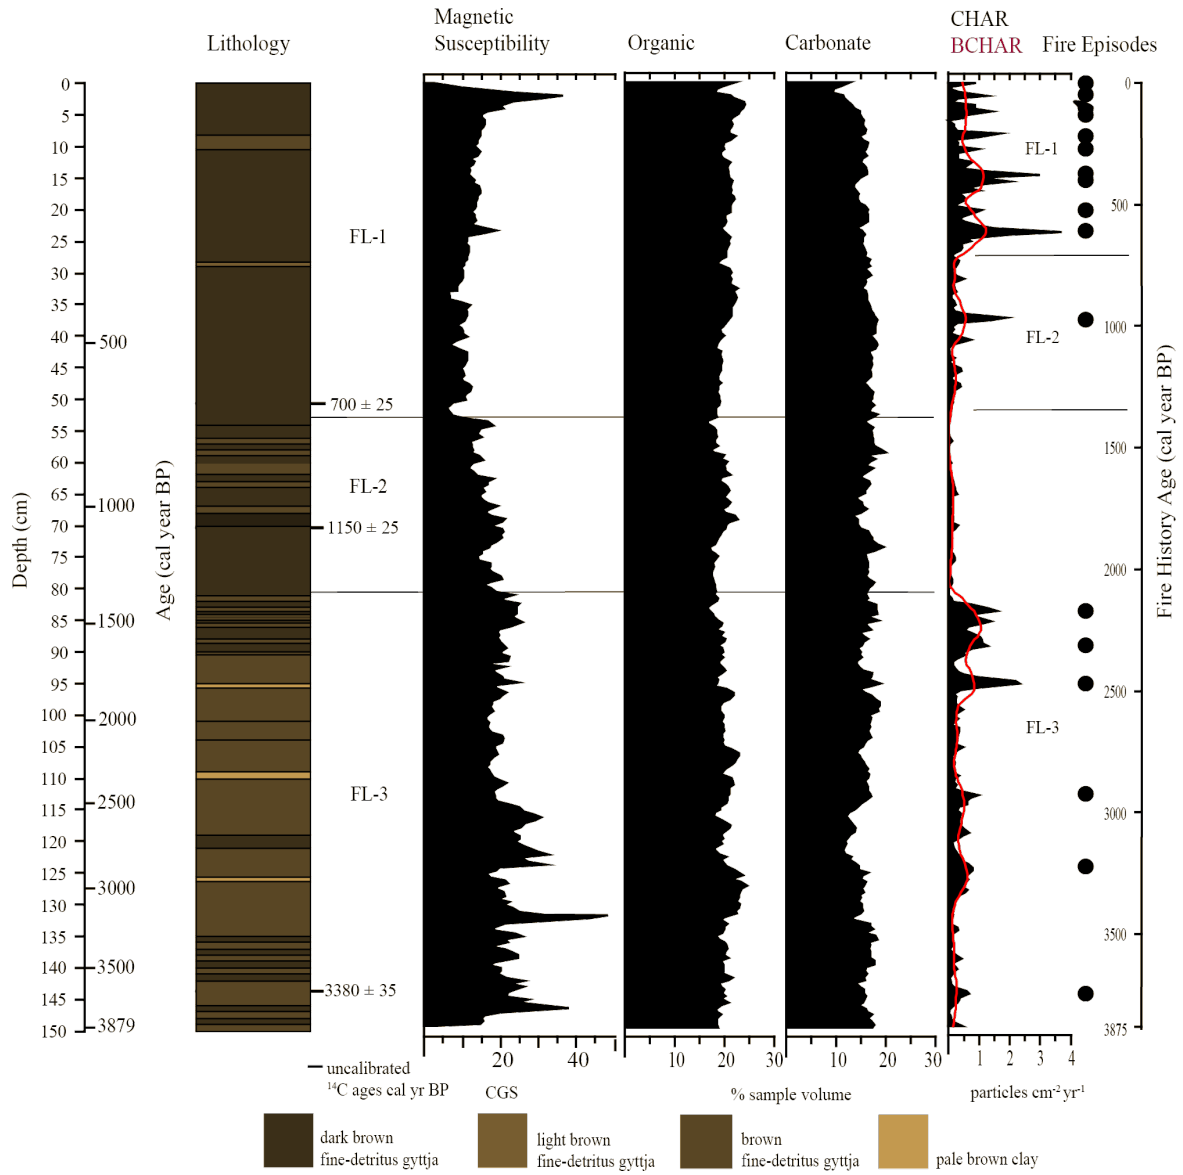 Lithology
Magnetic
Susceptibility
Organic
Carbonate
CHAR
BCHAR
Fire Episodes
Depth (cm)
0
5
10
15
20
25
30
35
40
45
50
55
60
65
70
75
80
85
90
95
100
105
110
115
120
125
130
135
140
145
150
Age (cal year BP)
500
1000
1500
2000
2500
3000
3500
3879
FL-1
700 ± 25
FL-2
1150 ± 25
FL-3
3380 ± 35
FL-1
FL-2
FL-3
0
500
1000
1500
2000
2500
3000
3500
3875
Fire History Age (cal year BP)
20 40
10 20 30
10 20 30
1 2 3 4
uncalibrated
¹⁴C ages cal yr BP
CGS
% sample volume
particles cm⁻² yr⁻¹
dark brown
fine-detritus gyttja
light brown
fine-detritus gyttja
brown
fine-detritus gyttja
pale brown clay